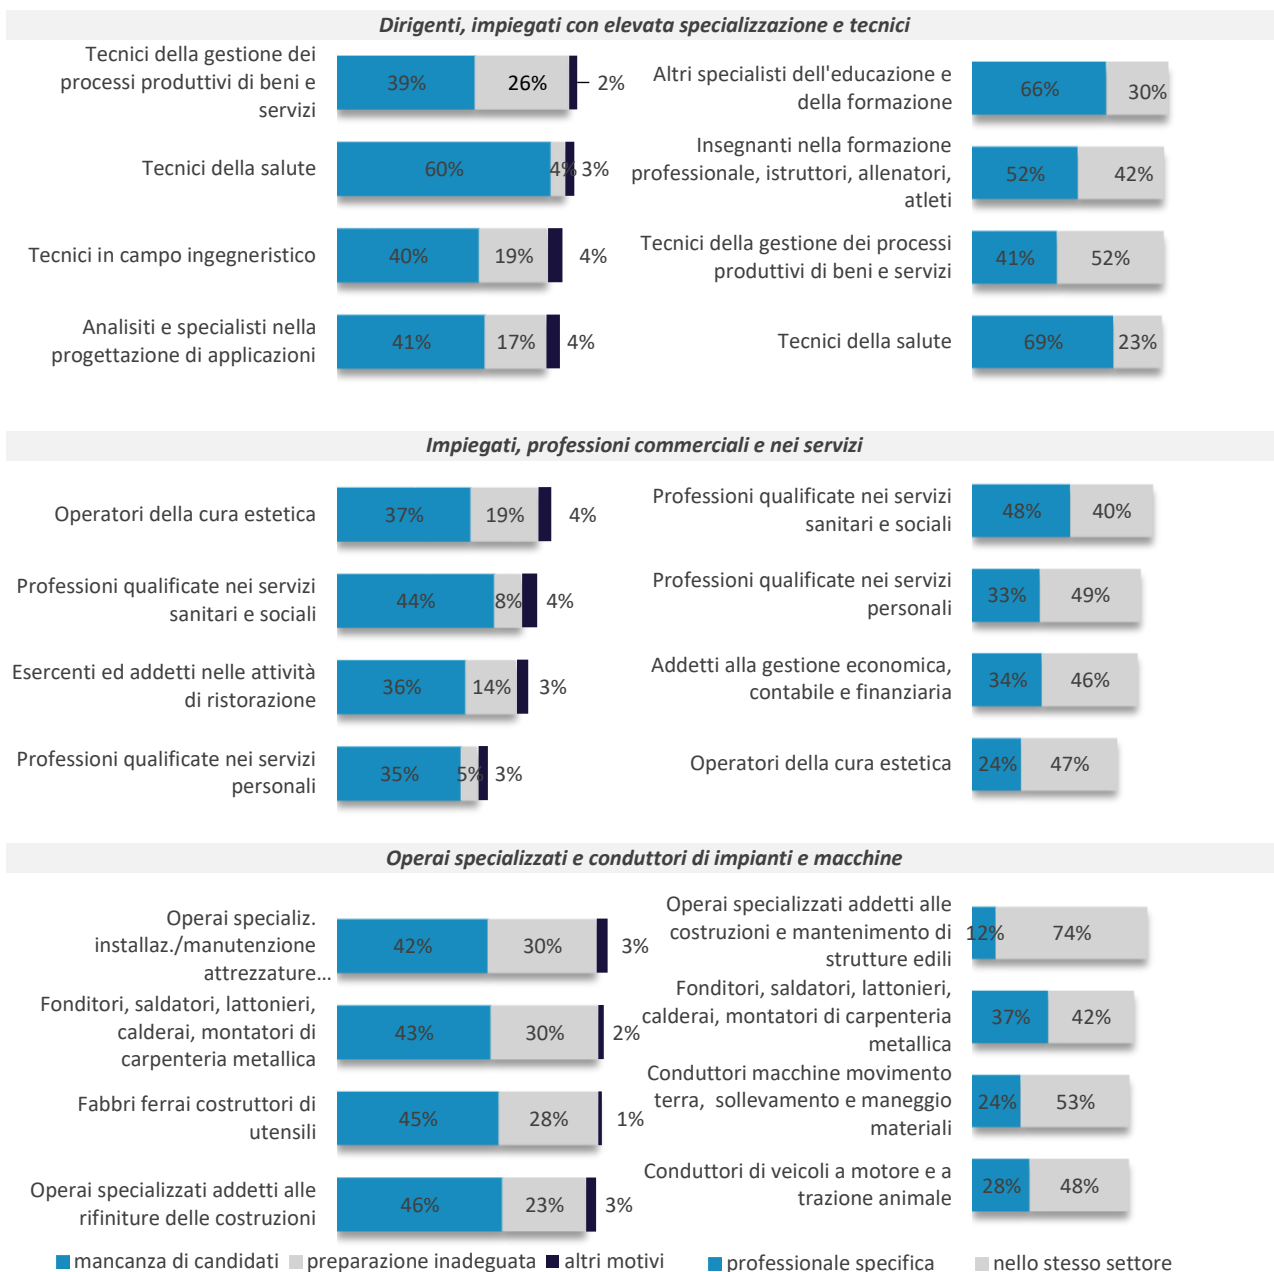 Dirigenti, impiegati con elevata specializzazione e tecnici
Tecnici della gestione dei
processi produttivi di beni e
servizi
39%
26%
2%
Tecnici della salute
60%
4%
3%
Tecnici in campo ingegneristico
40%
19%
4%
Analisiti e specialisti nella
progettazione di applicazioni
41%
17%
4%
Altri specialisti dell'educazione e
della formazione
66%
30%
Insegnanti nella formazione
professionale, istruttori, allenatori,
atleti
52%
42%
Tecnici della gestione dei processi
produttivi di beni e servizi
41%
52%
Tecnici della salute
69%
23%
Impiegati, professioni commerciali e nei servizi
Operatori della cura estetica
37%
19%
4%
Professioni qualificate nei servizi
sanitari e sociali
44%
8%
4%
Esercenti ed addetti nelle attività
di ristorazione
36%
14%
3%
Professioni qualificate nei servizi
personali
35%
5%
3%
Professioni qualificate nei servizi
sanitari e sociali
48%
40%
Professioni qualificate nei servizi
personali
33%
49%
Addetti alla gestione economica,
contabile e finanziaria
34%
46%
Operatori della cura estetica
24%
47%
Operai specializzati e conduttori di impianti e macchine
Operai specializ.
installaz./manutenzione
attrezzature...
42%
30%
3%
Fonditori, saldatori, lattonieri,
calderai, montatori di
carpenteria metallica
43%
30%
2%
Fabbri ferrai costruttori di
utensili
45%
28%
1%
Operai specializzati addetti alle
rifiniture delle costruzioni
46%
23%
3%
mancanza di candidati preparazione inadeguata altri motivi
Operai specializzati addetti alle
costruzioni e mantenimento di
strutture edili
12%
74%
Fonditori, saldatori, lattonieri,
calderai, montatori di carpenteria
metallica
37%
42%
Conduttori macchine movimento
terra, sollevamento e maneggio
materiali
24%
53%
Conduttori di veicoli a motore e a
trazione animale
28%
48%
professionale specifica nello stesso settore